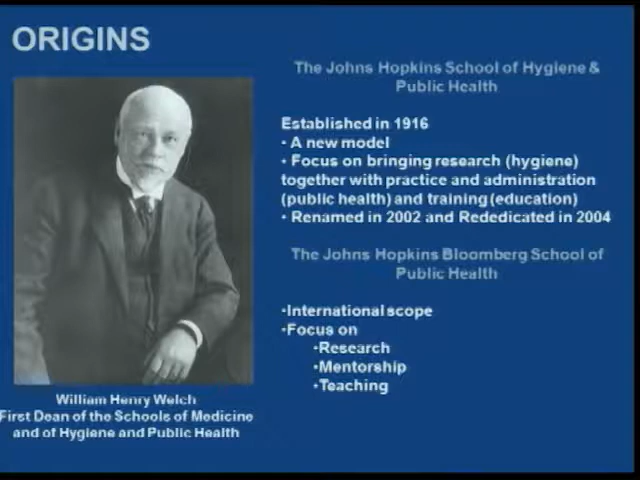 ORIGINS
The Johns Hopkins School of Hygiene &
Public Health
Established in 1916
• A new model
• Focus on bringing research (hygiene)
together with practice and administration
(public health) and training (education)
• Renamed in 2002 and Rededicated in 2004
The Johns Hopkins Bloomberg School of
Public Health
•International scope
•Focus on
•Research
•Mentorship
•Teaching
William Henry Welch
First Dean of the Schools of Medicine
and of Hygiene and Public Health